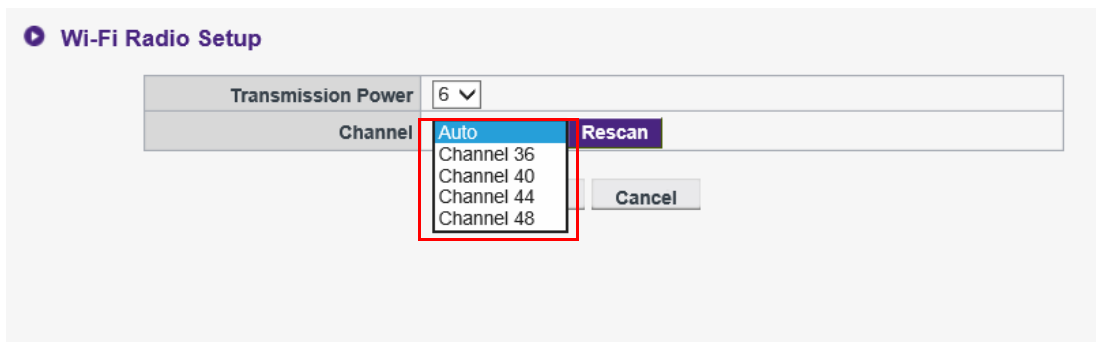 Wi-Fi Radio Setup
Transmission Power 6
Channel Auto Rescan
Channel 36
Channel 40
Channel 44
Channel 48
Cancel